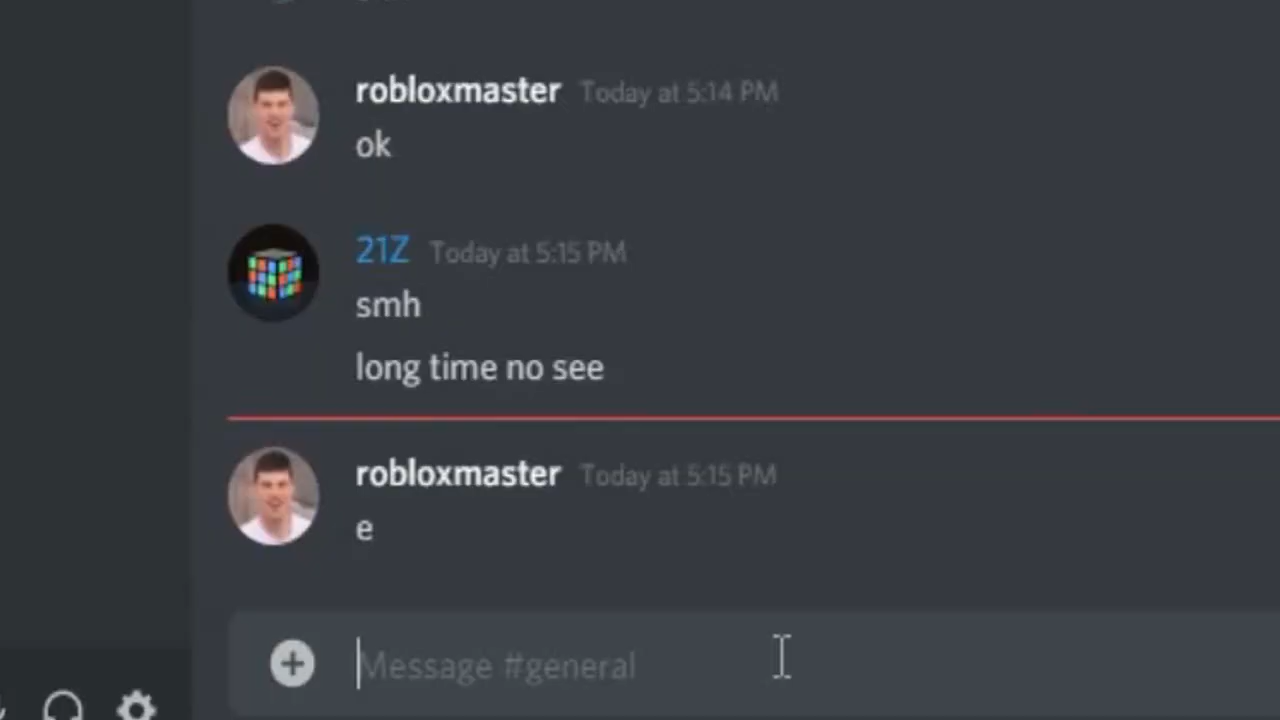 robloxmaster Today at 5:14 PM
ok
21Z Today at 5:15 PM
smh
long time no see
robloxmaster Today at 5:15 PM
e
Message #general